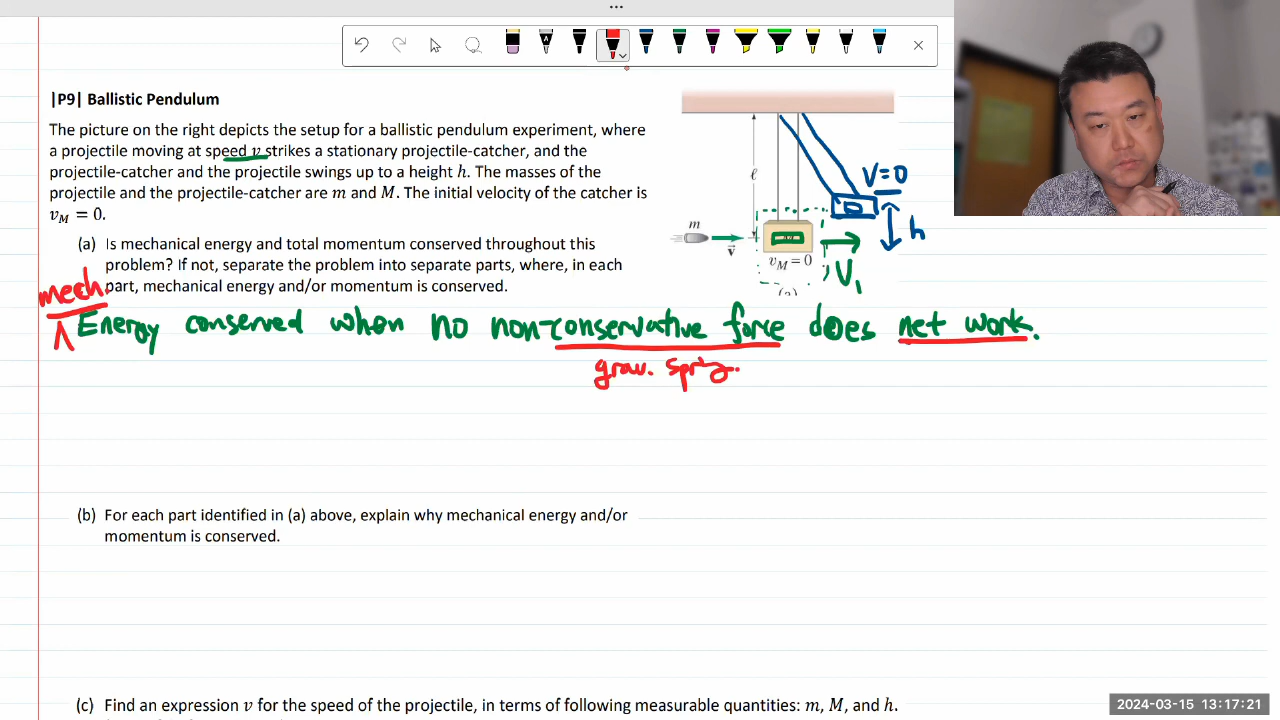 |P9| Ballistic Pendulum
The picture on the right depicts the setup for a ballistic pendulum experiment, where
a projectile moving at speed v strikes a stationary projectile-catcher, and the
projectile-catcher and the projectile swings up to a height h. The masses of the
projectile and the projectile-catcher are m and M. The initial velocity of the catcher is
v_M = 0.
(a) Is mechanical energy and total momentum conserved throughout this
problem? If not, separate the problem into separate parts, where, in each
part, mechanical energy and/or momentum is conserved.
ℓ
V=0
h
m
v
v_M = 0
V₁
(a)
mech.
Energy conserved when no non-conservative force does net work.
grav. spr'g.
(b) For each part identified in (a) above, explain why mechanical energy and/or
momentum is conserved.
(c) Find an expression v for the speed of the projectile, in terms of following measurable quantities: m, M, and h.
2024-03-15 13:17:21